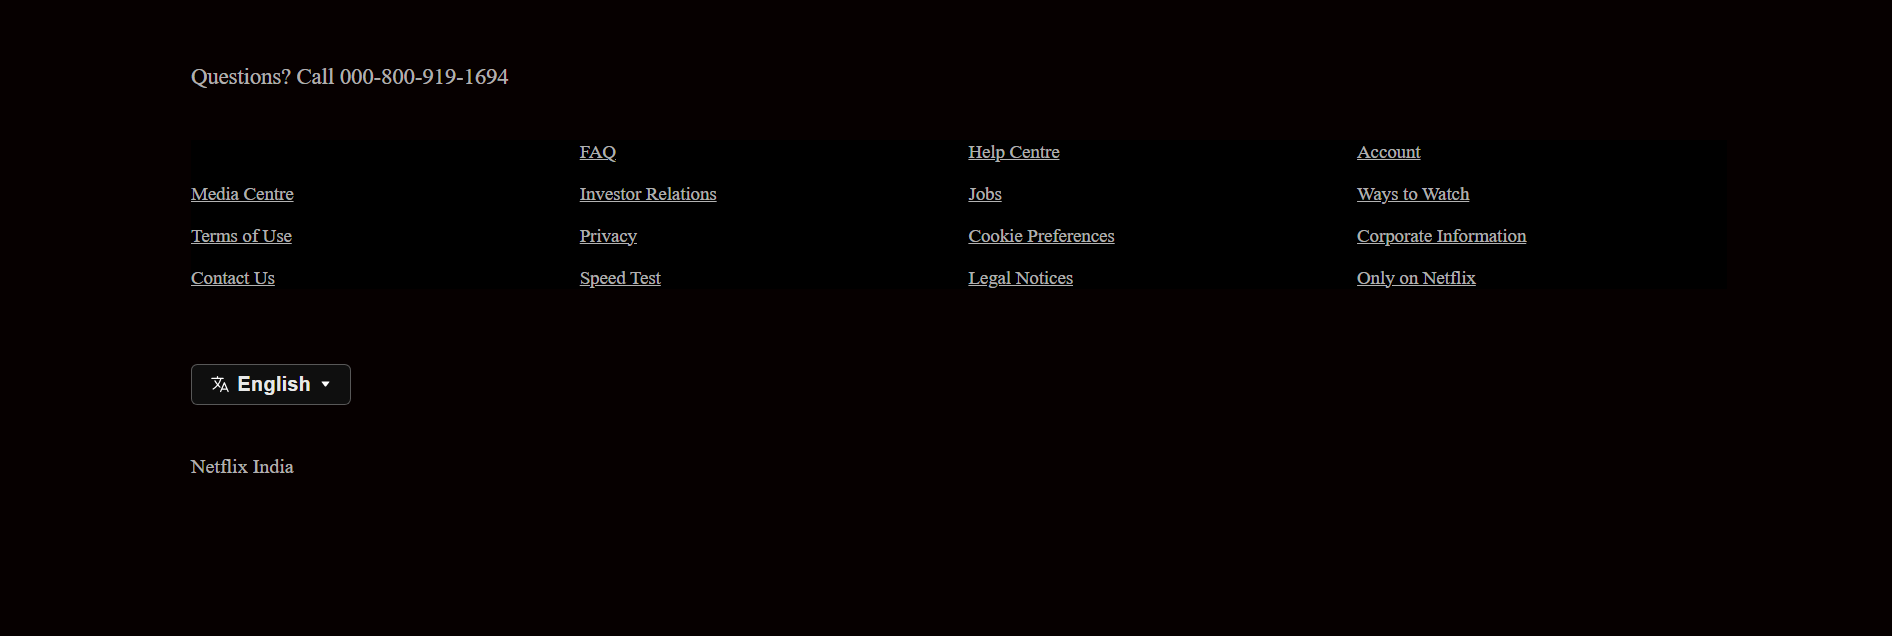 Questions? Call 000-800-919-1694
FAQ Help Centre Account
Media Centre Investor Relations Jobs Ways to Watch
Terms of Use Privacy Cookie Preferences Corporate Information
Contact Us Speed Test Legal Notices Only on Netflix
English
Netflix India